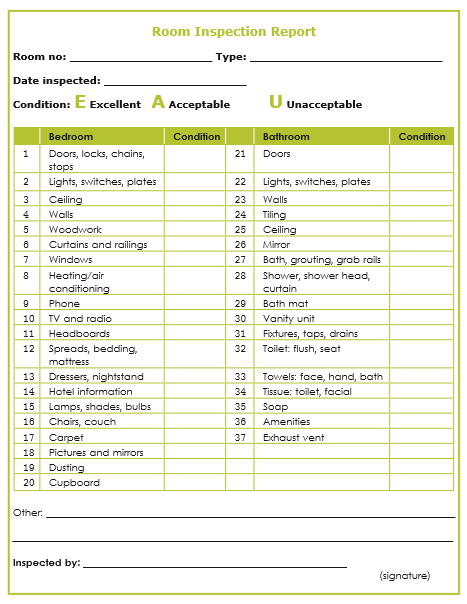 Room Inspection Report
Room no: Type:
Date inspected:
Condition: E Excellent A Acceptable U Unacceptable
Bedroom Condition Bathroom Condition
1 Doors, locks, chains, stops 21 Doors
2 Lights, switches, plates 22 Lights, switches, plates
3 Ceiling 23 Walls
4 Walls 24 Tiling
5 Woodwork 25 Ceiling
6 Curtains and railings 26 Mirror
7 Windows 27 Bath, grouting, grab rails
8 Heating/air conditioning 28 Shower, shower head, curtain
9 Phone 29 Bath mat
10 TV and radio 30 Vanity unit
11 Headboards 31 Fixtures, taps, drains
12 Spreads, bedding, mattress 32 Toilet: flush, seat
13 Dressers, nightstand 33 Towels: face, hand, bath
14 Hotel information 34 Tissue: toilet, facial
15 Lamps, shades, bulbs 35 Soap
16 Chairs, couch 36 Amenities
17 Carpet 37 Exhaust vent
18 Pictures and mirrors
19 Dusting
20 Cupboard
Other:
Inspected by:
(signature)